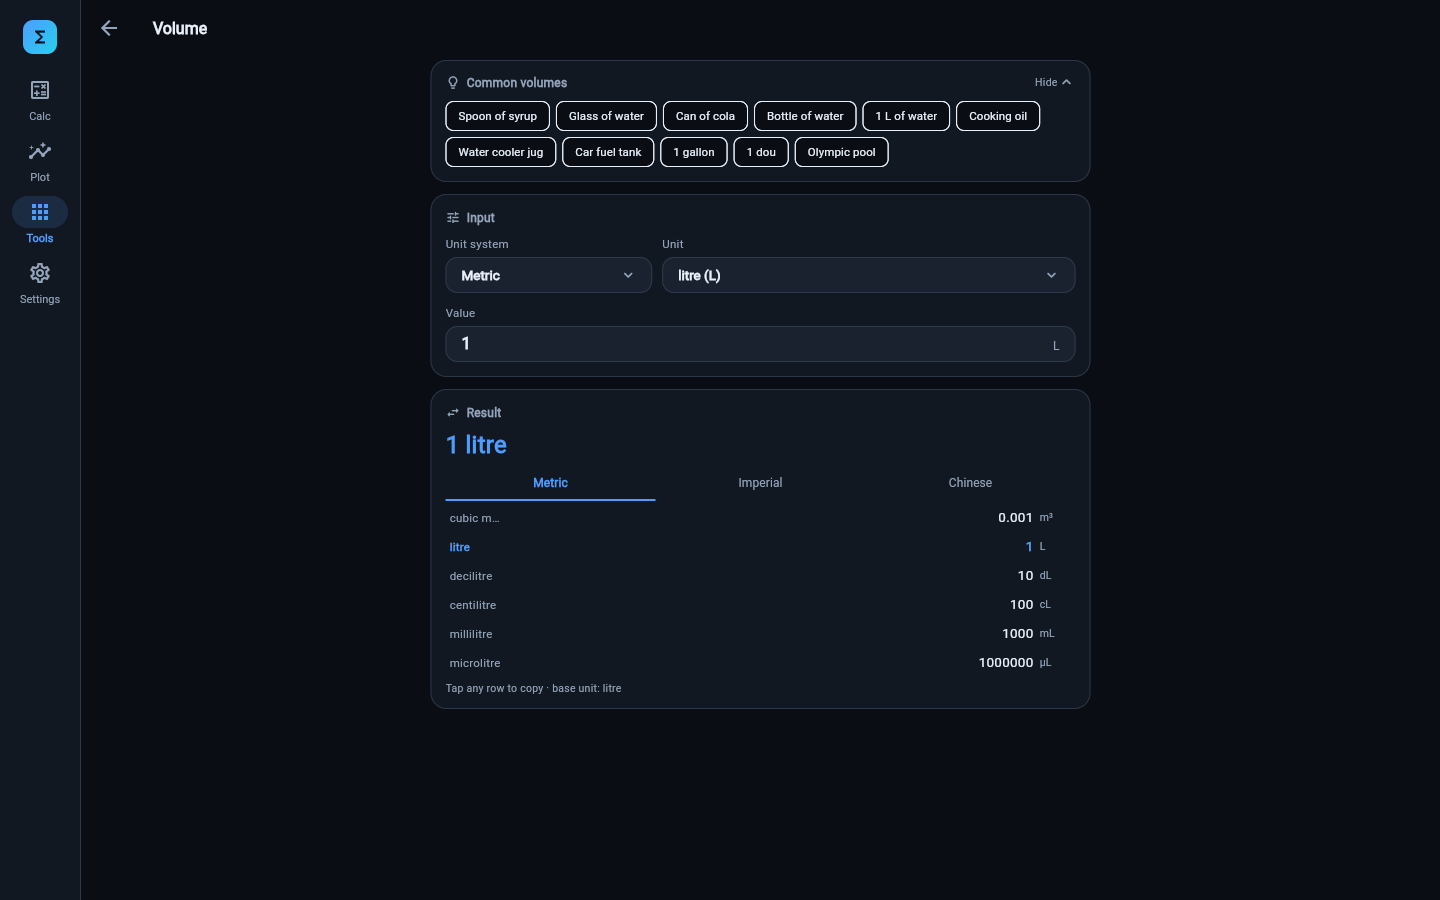 Σ
Volume
Calc
Plot
Tools
Settings
Common volumes
Hide
Spoon of syrup
Glass of water
Can of cola
Bottle of water
1 L of water
Cooking oil
Water cooler jug
Car fuel tank
1 gallon
1 dou
Olympic pool
Input
Unit system
Unit
Metric
litre (L)
Value
1 L
Result
1 litre
Metric Imperial Chinese
cubic m… 0.001 m³
litre 1 L
decilitre 10 dL
centilitre 100 cL
millilitre 1000 mL
microlitre 1000000 µL
Tap any row to copy · base unit: litre